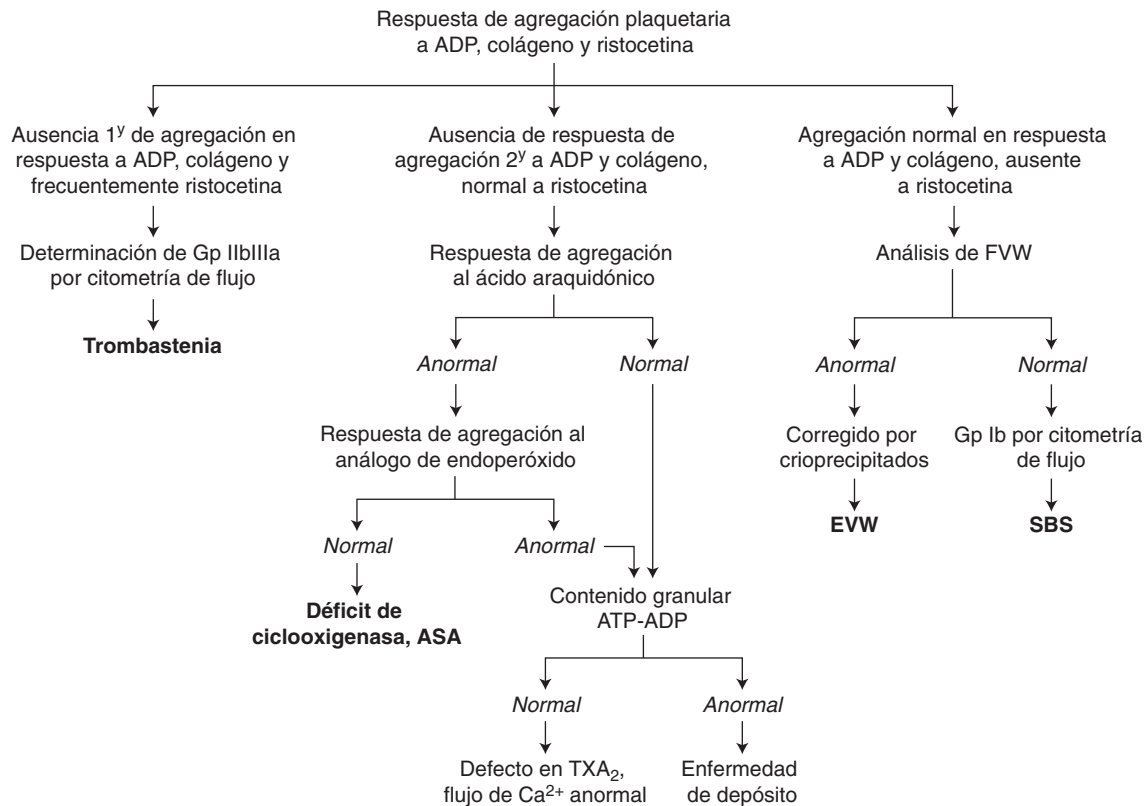 Respuesta de agregación plaquetaria
a ADP, colágeno y ristocetina
Ausencia 1ʸ de agregación en
respuesta a ADP, colágeno y
frecuentemente ristocetina
Ausencia de respuesta de
agregación 2ʸ a ADP y colágeno,
normal a ristocetina
Agregación normal en respuesta
a ADP y colágeno, ausente
a ristocetina
Determinación de Gp IIbIIIa
por citometría de flujo
Respuesta de agregación
al ácido araquidónico
Análisis de FVW
Trombastenia
Anormal
Normal
Anormal
Normal
Respuesta de agregación al
análogo de endoperóxido
Corregido por
crioprecipitados
Gp Ib por citometría
de flujo
EVW
SBS
Normal
Anormal
Déficit de
ciclooxigenasa, ASA
Contenido granular
ATP-ADP
Normal
Anormal
Defecto en TXA₂,
flujo de Ca²⁺ anormal
Enfermedad
de depósito